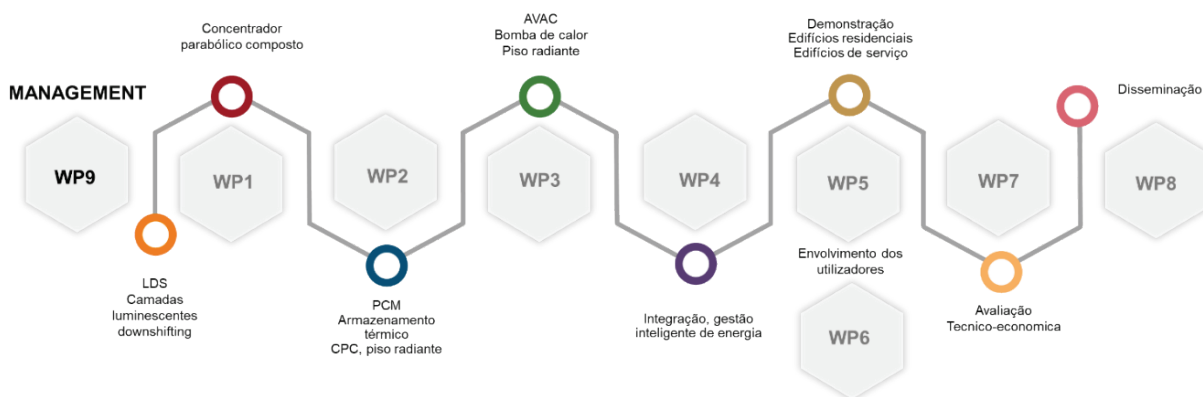 MANAGEMENT
WP9
LDS
Camadas
luminescentes
downshifting
Concentrador
parabólico composto
WP1
WP2
PCM
Armazenamento
térmico
CPC, piso radiante
AVAC
Bomba de calor
Piso radiante
WP3
WP4
Integração, gestão
inteligente de energia
Demonstração
Edifícios residenciais
Edifícios de serviço
WP5
Envolvimento dos
utilizadores
WP6
WP7
Avaliação
Tecnico-economica
Disseminação
WP8